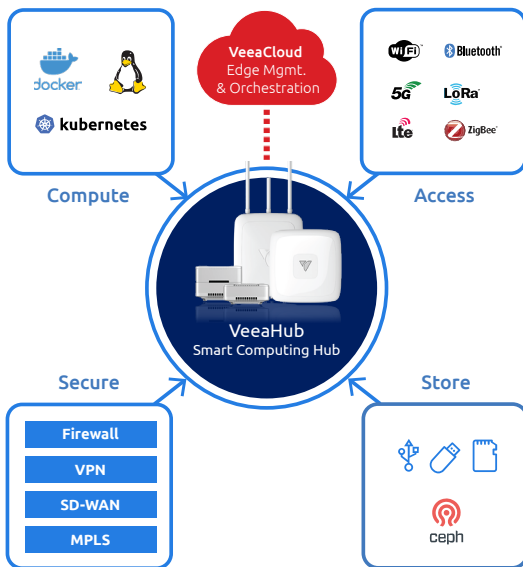 docker
kubernetes
Compute
VeeaCloud
Edge Mgmt.
& Orchestration
WiFi
Bluetooth
5G
LoRa
Lte
ZigBee
Access
VeeaHub
Smart Computing Hub
Secure
Firewall
VPN
SD-WAN
MPLS
Store
ceph